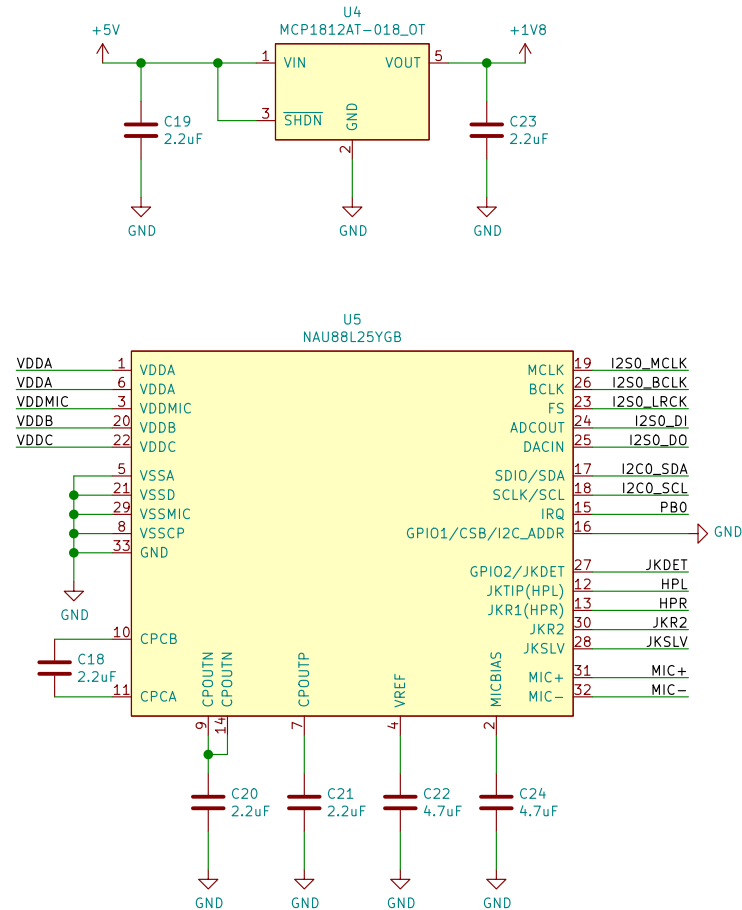 U4
MCP1812AT-018_OT
+5V
+1V8
1 VIN VOUT 5
3 SHDN
GND
2
C19
2.2uF
C23
2.2uF
GND
GND
GND
U5
NAU88L25YGB
VDDA 1 VDDA MCLK 19 I2S0_MCLK
VDDA 6 VDDA BCLK 26 I2S0_BCLK
VDDMIC 3 VDDMIC FS 23 I2S0_LRCK
VDDB 20 VDDB ADCOUT 24 I2S0_DI
VDDC 22 VDDC DACIN 25 I2S0_DO
5 VSSA SDIO/SDA 17 I2C0_SDA
21 VSSD SCLK/SCL 18 I2C0_SCL
29 VSSMIC IRQ 15 PB0
8 VSSCP GPIO1/CSB/I2C_ADDR 16 GND
33 GND
GPIO2/JKDET 27 JKDET
JKTIP(HPL) 12 HPL
GND
JKR1(HPR) 13 HPR
JKR2 30 JKR2
10 CPCB
JKSLV 28 JKSLV
C18
2.2uF
MIC+ 31 MIC+
11 CPCA MIC- 32 MIC-
CPOUTN
CPOUTN
CPOUTP
VREF
MICBIAS
9
14
7
4
2
C20
2.2uF
C21
2.2uF
C22
4.7uF
C24
4.7uF
GND
GND
GND
GND